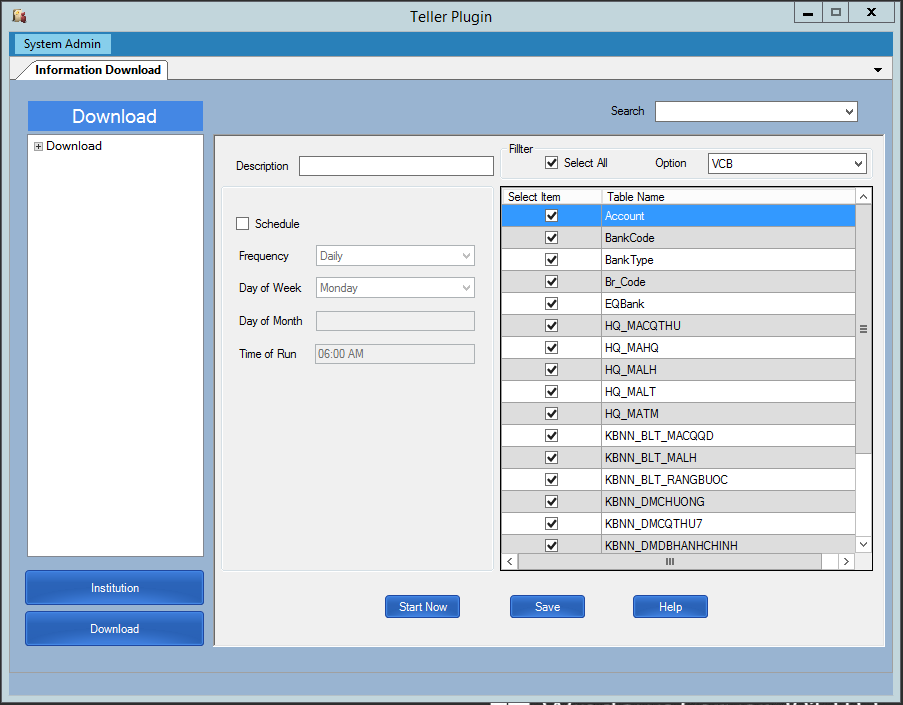 Teller Plugin
System Admin
Information Download
Download
Search
Download
Description
Filter
Select All
Option
VCB
Schedule
Frequency
Daily
Day of Week
Monday
Day of Month
Time of Run
06:00 AM
Select Item Table Name
Account
BankCode
BankType
Br_Code
EQBank
HQ_MACQTHU
HQ_MAHQ
HQ_MALH
HQ_MALT
HQ_MATM
KBNN_BLT_MACQQD
KBNN_BLT_MALH
KBNN_BLT_RANGBUOC
KBNN_DMCHUONG
KBNN_DMCQTHU7
KBNN_DMDBHANHCHINH
Institution
Download
Start Now
Save
Help